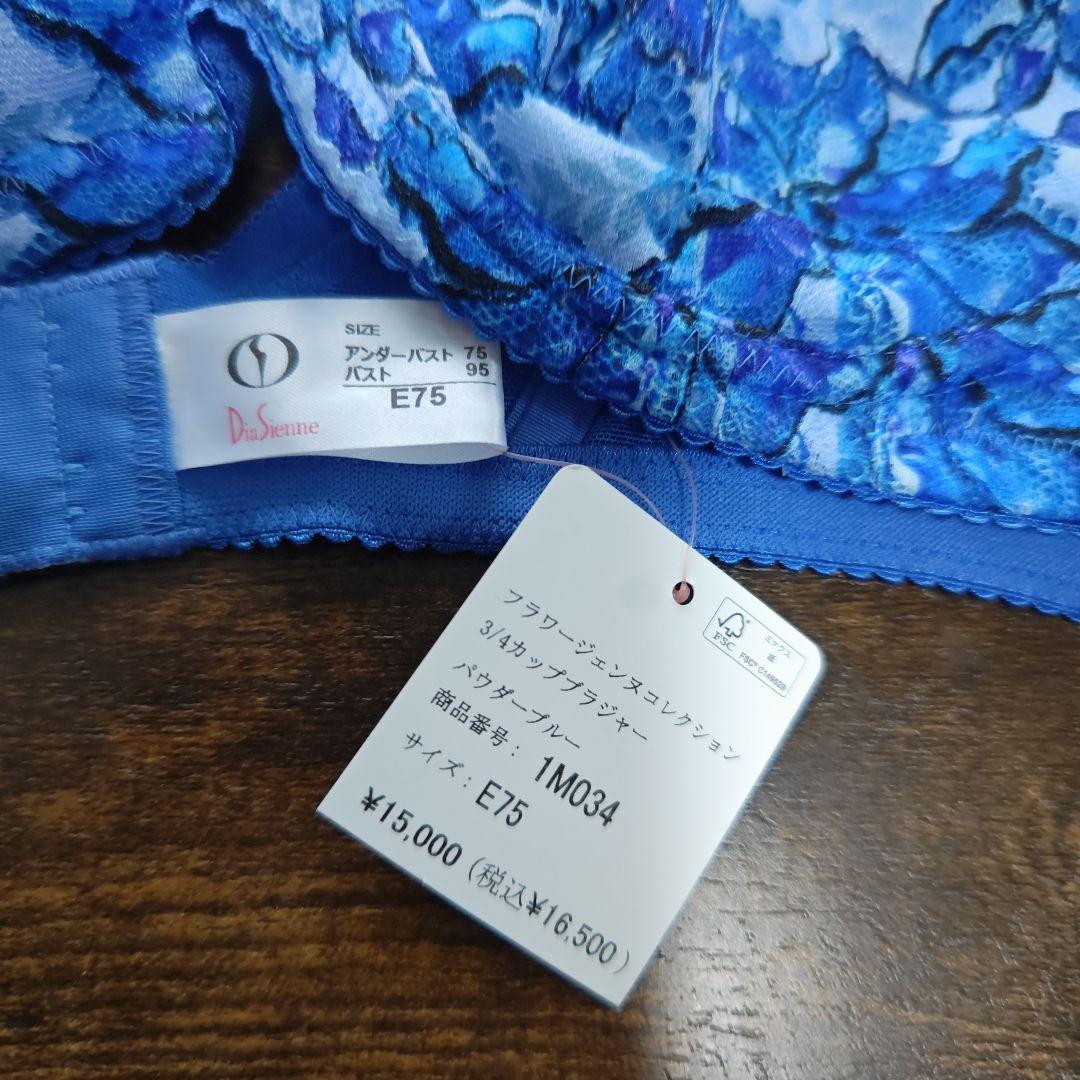 SIZE
アンダーバスト 75
バスト 95
E75
DiaSienne
フラワージェンヌコレクション
3/4カップブラジャー
パウダーブルー
商品番号： 1M034
サイズ： E75
¥15,000（税込¥16,500）
FSC
ミックス
紙
FSC® C149628